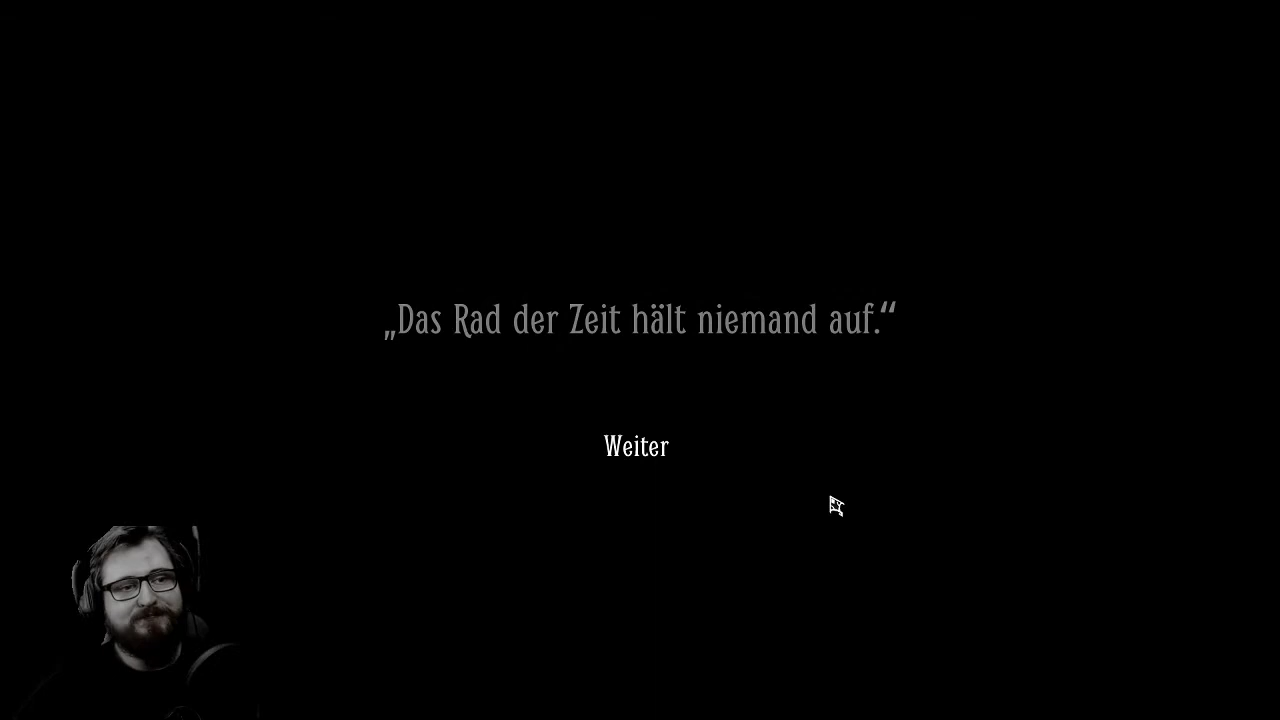 „Das Rad der Zeit hält niemand auf.“
Weiter